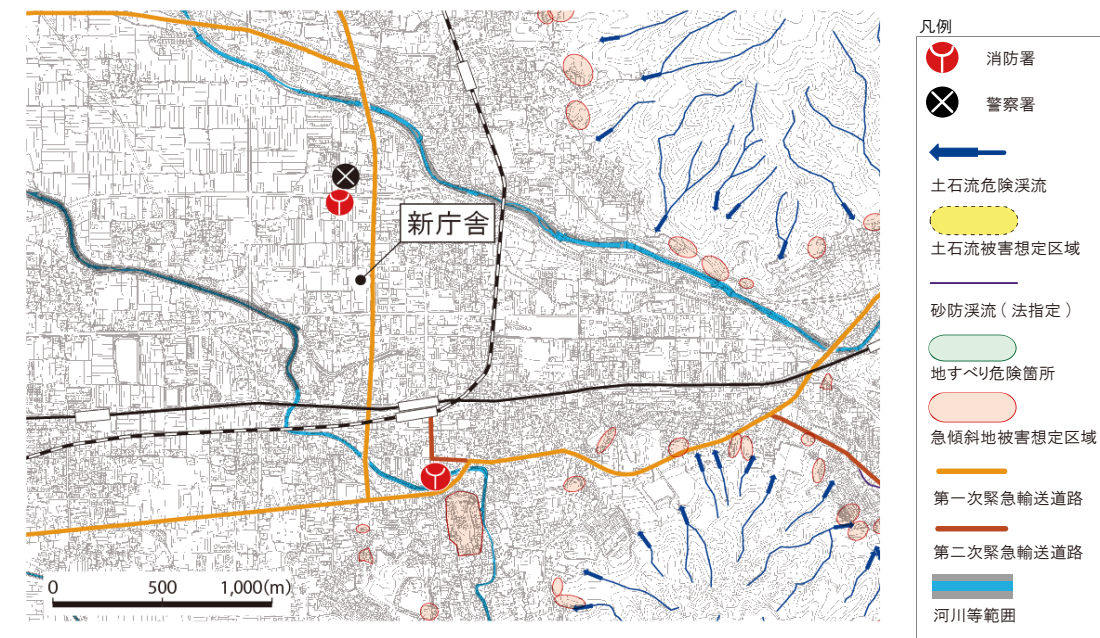 新庁舎
0 500 1,000(m)
凡例
消防署
警察署
土石流危険渓流
土石流被害想定区域
砂防渓流 ( 法指定 )
地すべり危険箇所
急傾斜地被害想定区域
第一次緊急輸送道路
第二次緊急輸送道路
河川等範囲